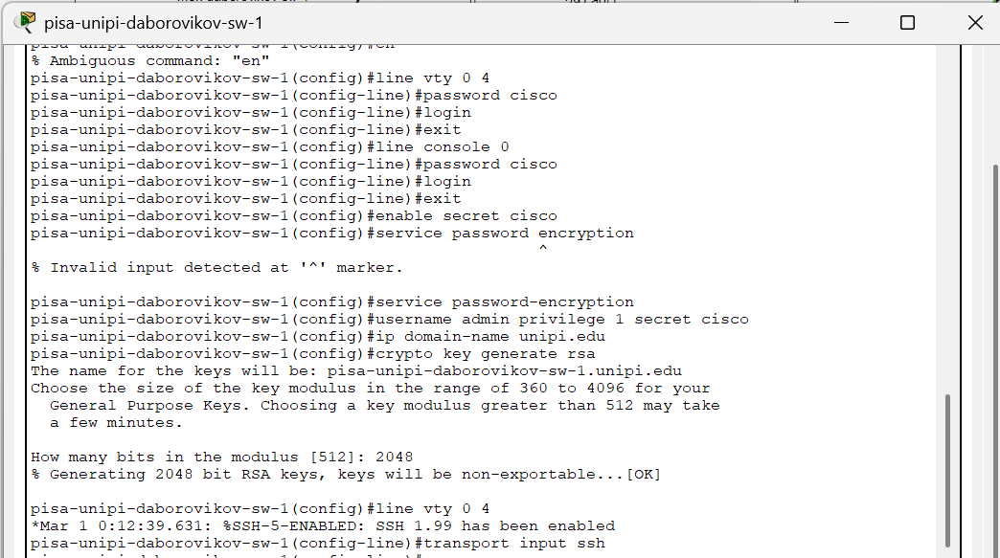 pisa-unipi-daborovikov-sw-1
pisa-unipi-daborovikov-sw-1(config)#en
% Ambiguous command: "en"
pisa-unipi-daborovikov-sw-1(config)#line vty 0 4
pisa-unipi-daborovikov-sw-1(config-line)#password cisco
pisa-unipi-daborovikov-sw-1(config-line)#login
pisa-unipi-daborovikov-sw-1(config-line)#exit
pisa-unipi-daborovikov-sw-1(config)#line console 0
pisa-unipi-daborovikov-sw-1(config-line)#password cisco
pisa-unipi-daborovikov-sw-1(config-line)#login
pisa-unipi-daborovikov-sw-1(config-line)#exit
pisa-unipi-daborovikov-sw-1(config)#enable secret cisco
pisa-unipi-daborovikov-sw-1(config)#service password encryption
^
% Invalid input detected at '^' marker.
pisa-unipi-daborovikov-sw-1(config)#service password-encryption
pisa-unipi-daborovikov-sw-1(config)#username admin privilege 1 secret cisco
pisa-unipi-daborovikov-sw-1(config)#ip domain-name unipi.edu
pisa-unipi-daborovikov-sw-1(config)#crypto key generate rsa
The name for the keys will be: pisa-unipi-daborovikov-sw-1.unipi.edu
Choose the size of the key modulus in the range of 360 to 4096 for your
General Purpose Keys. Choosing a key modulus greater than 512 may take
a few minutes.
How many bits in the modulus [512]: 2048
% Generating 2048 bit RSA keys, keys will be non-exportable...[OK]
pisa-unipi-daborovikov-sw-1(config)#line vty 0 4
*Mar 1 0:12:39.631: %SSH-5-ENABLED: SSH 1.99 has been enabled
pisa-unipi-daborovikov-sw-1(config-line)#transport input ssh